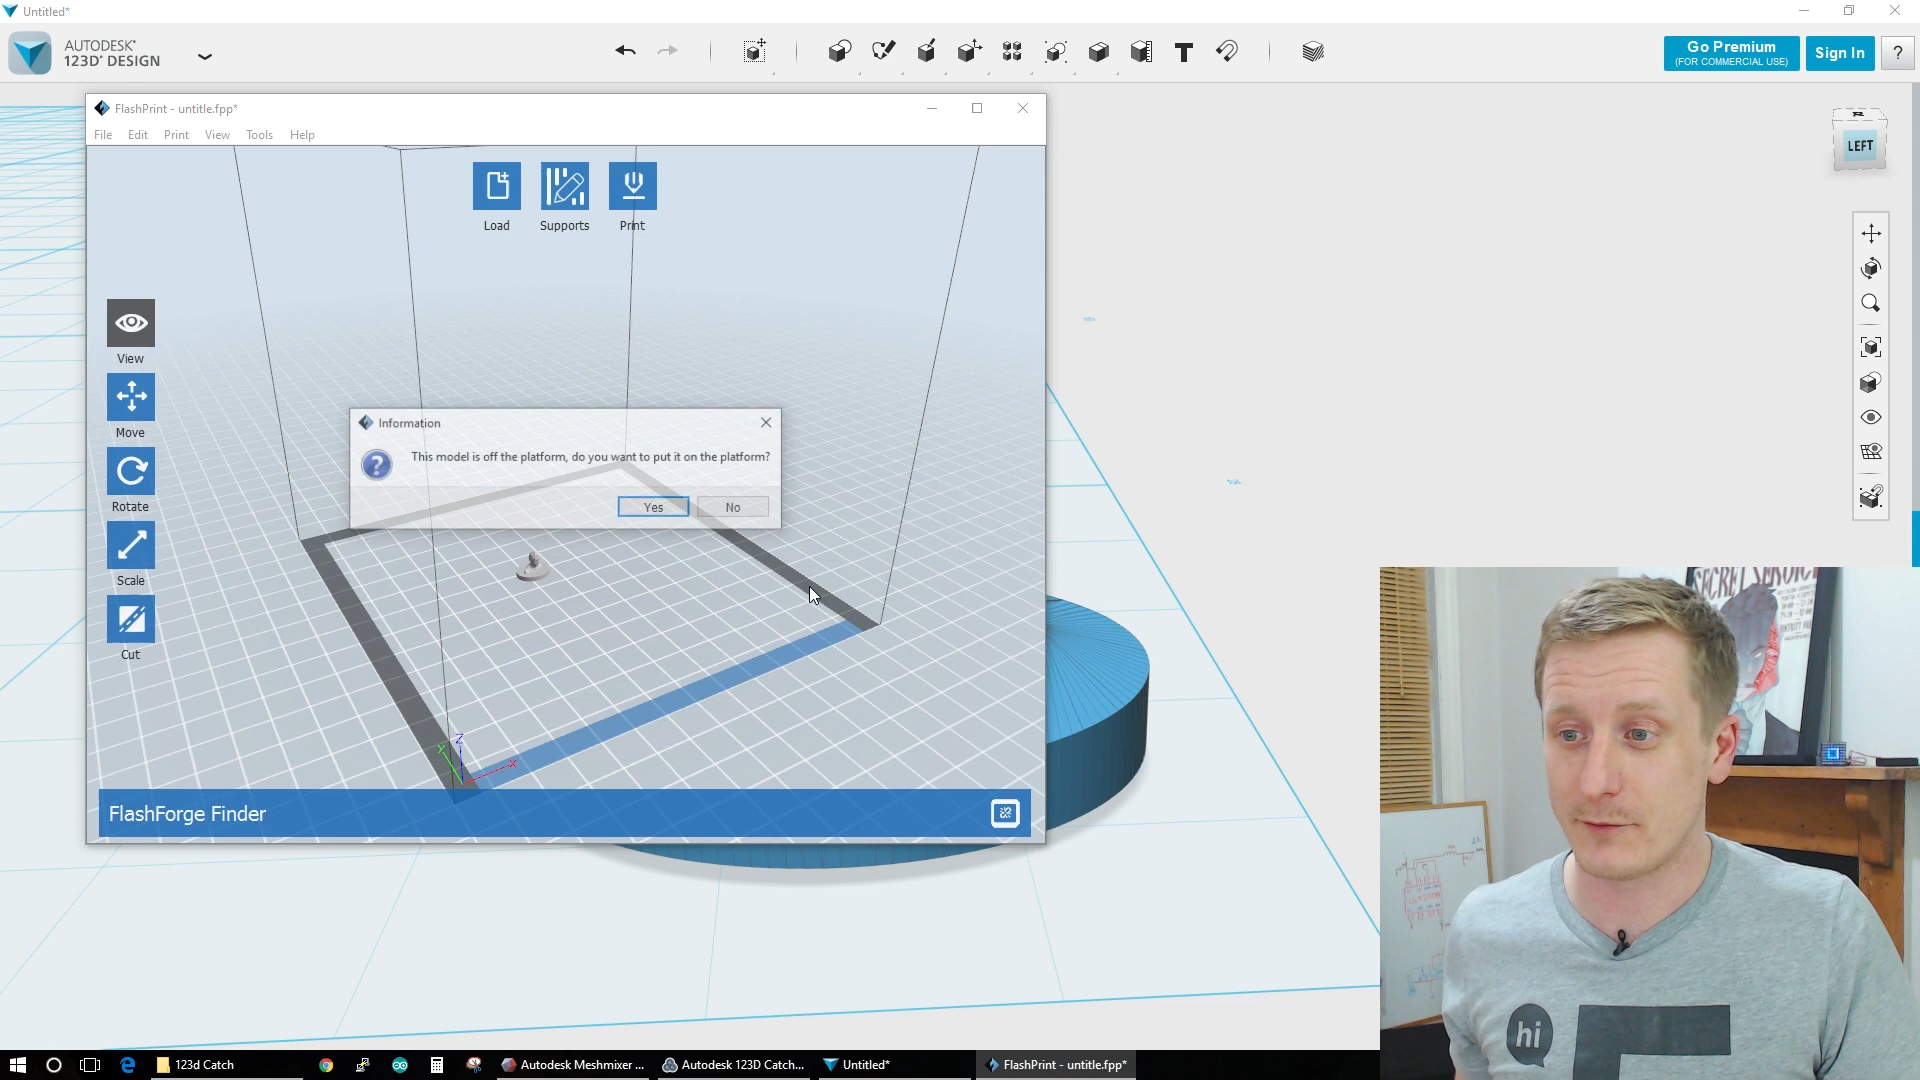 Untitled*
AUTODESK®
123D® DESIGN
Go Premium
(FOR COMMERCIAL USE)
Sign In
?
LEFT
FlashPrint - untitle.fpp*
File Edit Print View Tools Help
Load Supports Print
View
Move
Rotate
Scale
Cut
Information
This model is off the platform, do you want to put it on the platform?
Yes No
Z
Y
X
FlashForge Finder
SECRET SERVICE
hi
123d Catch
Autodesk Meshmixer ...
Autodesk 123D Catch...
Untitled*
FlashPrint - untitle.fpp*